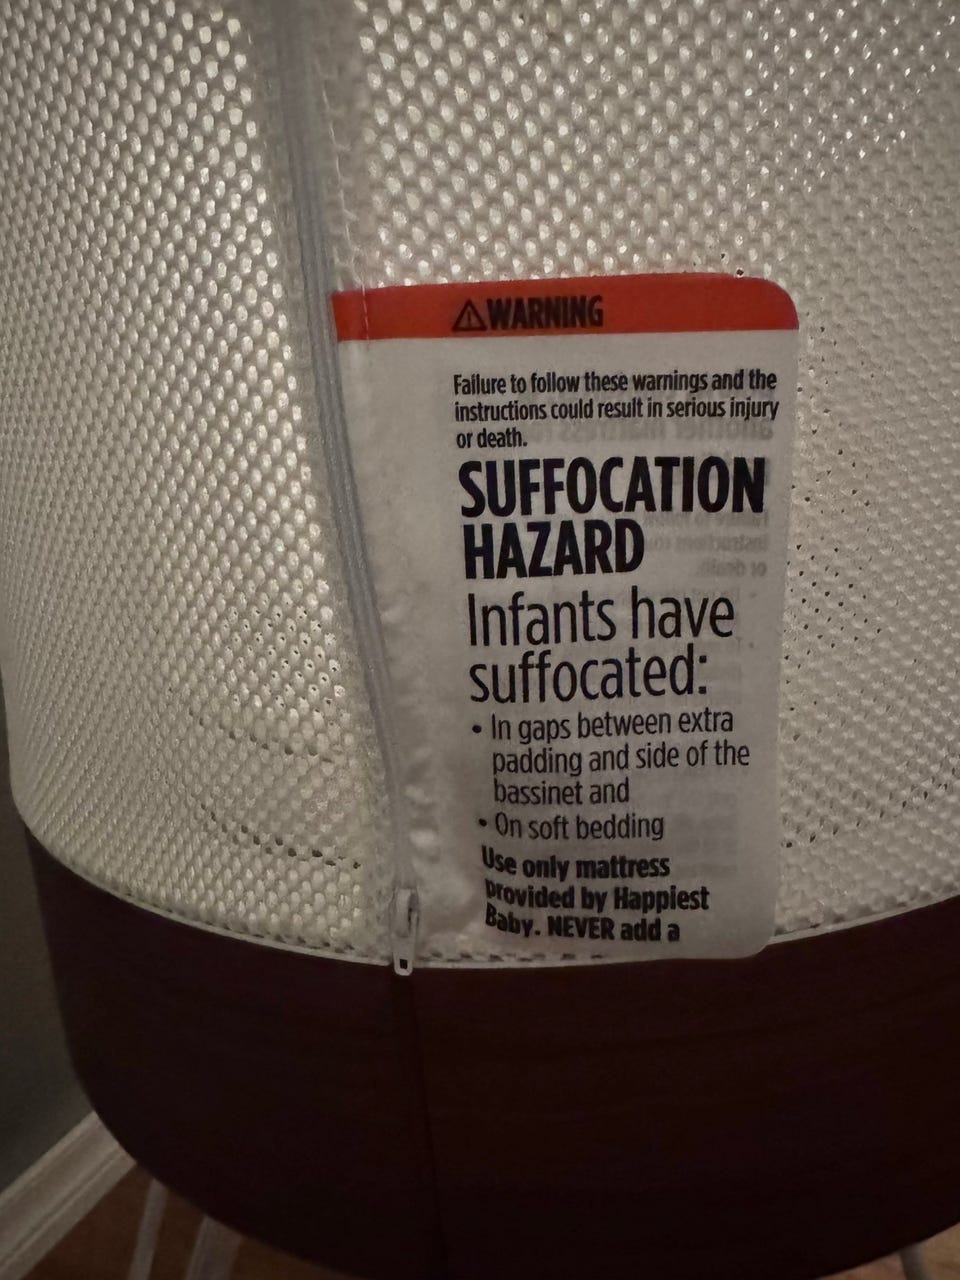 ⚠WARNING
Failure to follow these warnings and the
instructions could result in serious injury
or death.
SUFFOCATION
HAZARD
Infants have
suffocated:
• In gaps between extra
padding and side of the
bassinet and
• On soft bedding
Use only mattress
provided by Happiest
Baby. NEVER add a